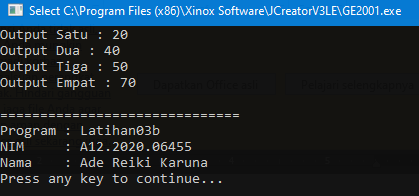 Select C:\Program Files (x86)\Xinox Software\JCreatorV3LE\GE2001.exe
Output Satu : 20
Output Dua : 40
Output Tiga : 50
Output Empat : 70
==============================
Program : Latihan03b
NIM     : A12.2020.06455
Nama    : Ade Reiki Karuna
Press any key to continue...